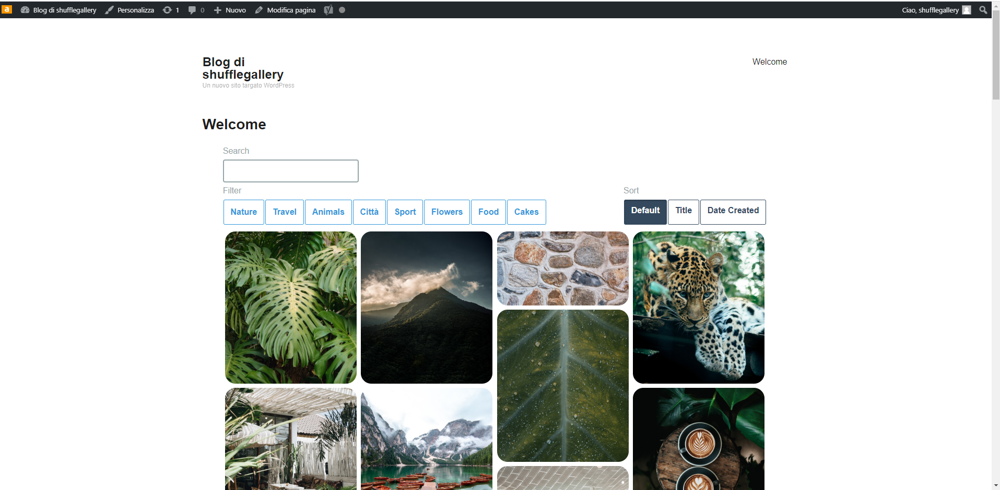 a Blog di shufflegallery Personalizza 1 0 Nuovo Modifica pagina Ciao, shufflegallery
Blog di
shufflegallery
Un nuovo sito targato WordPress
Welcome
Welcome
Search
Filter
Nature Travel Animals Città Sport Flowers Food Cakes
Sort
Default Title Date Created